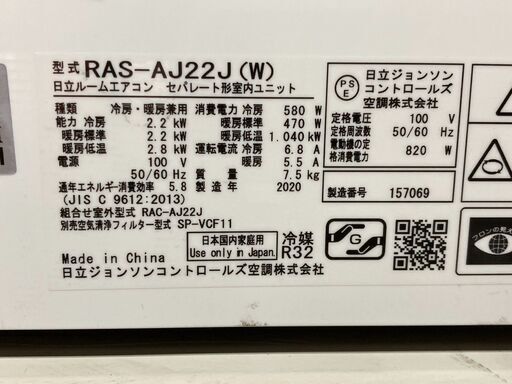 型式 RAS-AJ22J(W)
日立ルームエアコン セパレート形室内ユニット
種類 冷房・暖房兼用 消費電力 冷房 580 W
能力 冷房 2.2 kW 暖房標準 470 W
暖房標準 2.2 kW 暖房低温 1.040 kW
暖房低温 2.8 kW 運転電流 冷房 6.8 A
電源 100 V 暖房 5.5 A
50/60 Hz 質量 7.5 kg
通年エネルギー消費効率 5.8 製造年 2020
(JIS C 9612:2013)
組合せ室外型式 RAC-AJ22J
別売空気清浄フィルター型式 SP-VCF11
日本国内家庭用
Use only in Japan.
冷媒
R32
Made in China
日立ジョンソンコントロールズ空調株式会社
P
S
E
日立ジョンソン
コントロールズ
空調株式会社
定格電圧 100 V
定格周波数 50/60 Hz
電動機の定
格消費電力 820 W
製造番号 157069
G
フロンの見え